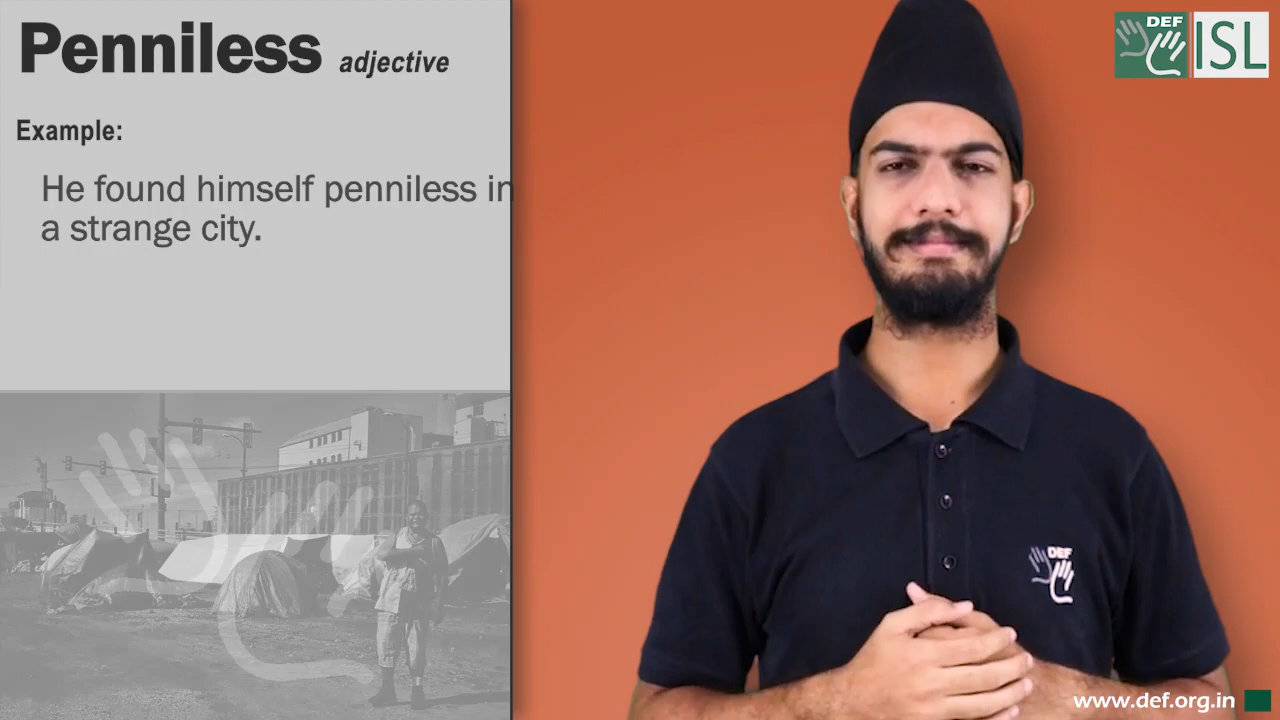 Penniless adjective
Example:
He found himself penniless in
a strange city.
DEF
ISL
DEF
www.def.org.in